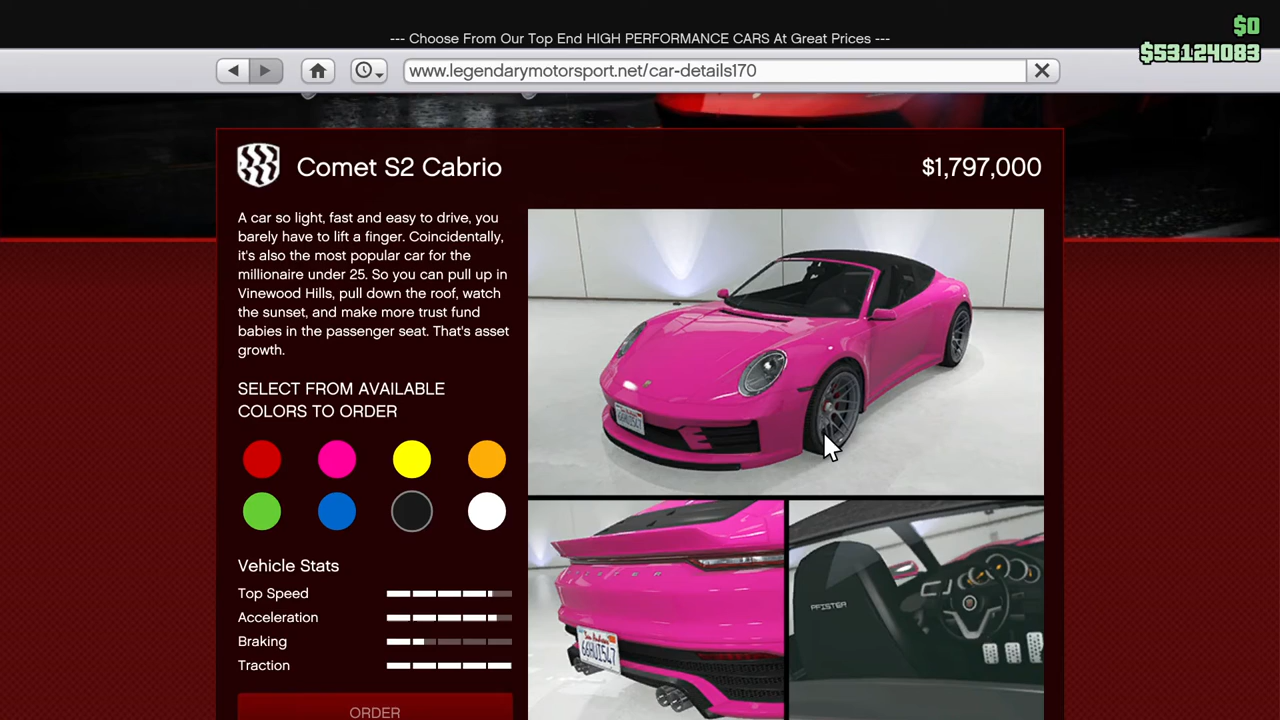 --- Choose From Our Top End HIGH PERFORMANCE CARS At Great Prices ---
$0
$53124083
www.legendarymotorsport.net/car-details170
Comet S2 Cabrio
$1,797,000
A car so light, fast and easy to drive, you
barely have to lift a finger. Coincidentally,
it's also the most popular car for the
millionaire under 25. So you can pull up in
Vinewood Hills, pull down the roof, watch
the sunset, and make more trust fund
babies in the passenger seat. That's asset
growth.
SELECT FROM AVAILABLE
COLORS TO ORDER
Vehicle Stats
Top Speed
Acceleration
Braking
Traction
ORDER
PFISTER
PFISTER